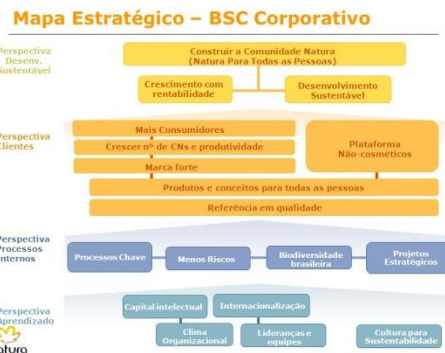 Mapa Estratégico – BSC Corporativo
Perspectiva
Desenv.
Sustentável
Construir a Comunidade Natura
(Natura Para Todas as Pessoas)
Crescimento com
rentabilidade
Desenvolvimento
Sustentável
Perspectiva
Clientes
Mais Consumidores
Crescer nº de CNs e produtividade
Marca forte
Plataforma
Não-cosméticos
Produtos e conceitos para todas as pessoas
Referência em qualidade
Perspectiva
Processos
Internos
Processos Chave
Menos Riscos
Biodiversidade
brasileira
Projetos
Estratégicos
Perspectiva
Aprendizado
Capital intelectual
Internacionalização
Clima
Organizacional
Lideranças e
equipes
Cultura para
Sustentabilidade
natura